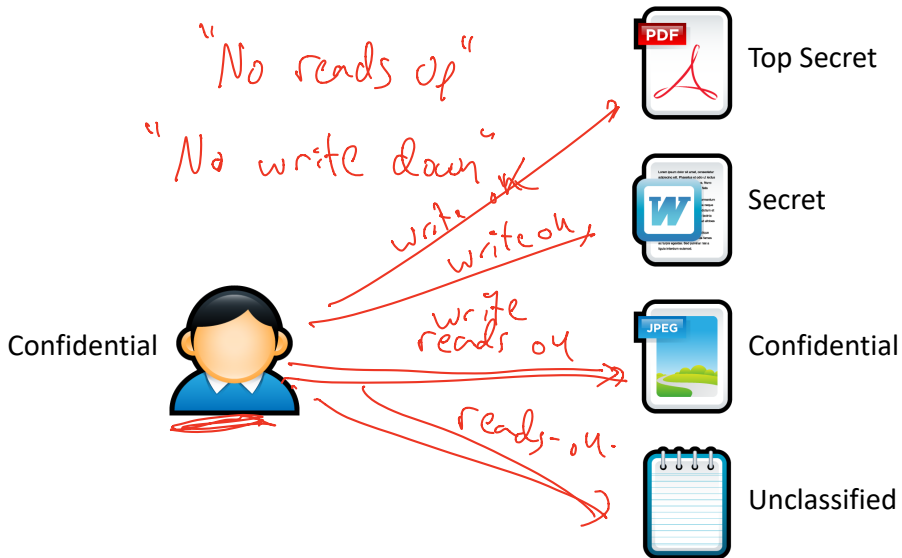 "No reads up"
"No write down"
PDF
Top Secret
write ok
W
Secret
write ok
Confidential
write
reads ok
JPEG
Confidential
reads-ok-
Unclassified